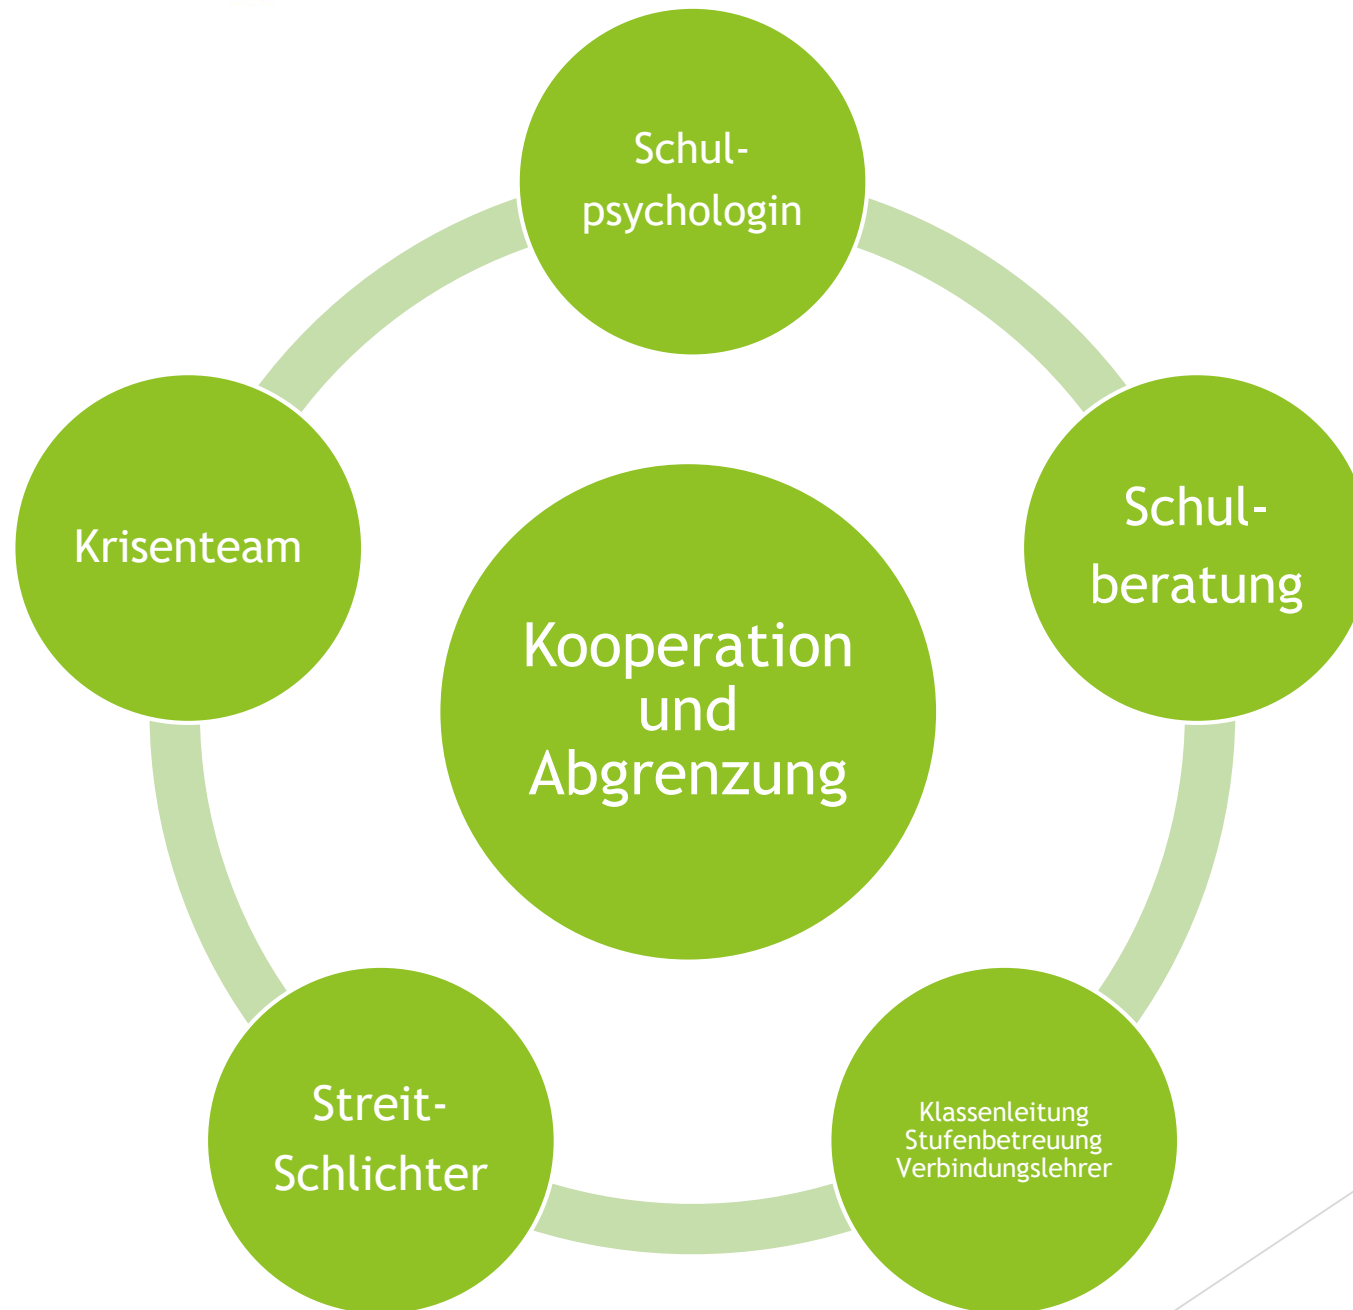 Schul-
psychologin
Schul-
beratung
Krisenteam
Kooperation
und
Abgrenzung
Streit-
Schlichter
Klassenleitung
Stufenbetreuung
Verbindungslehrer